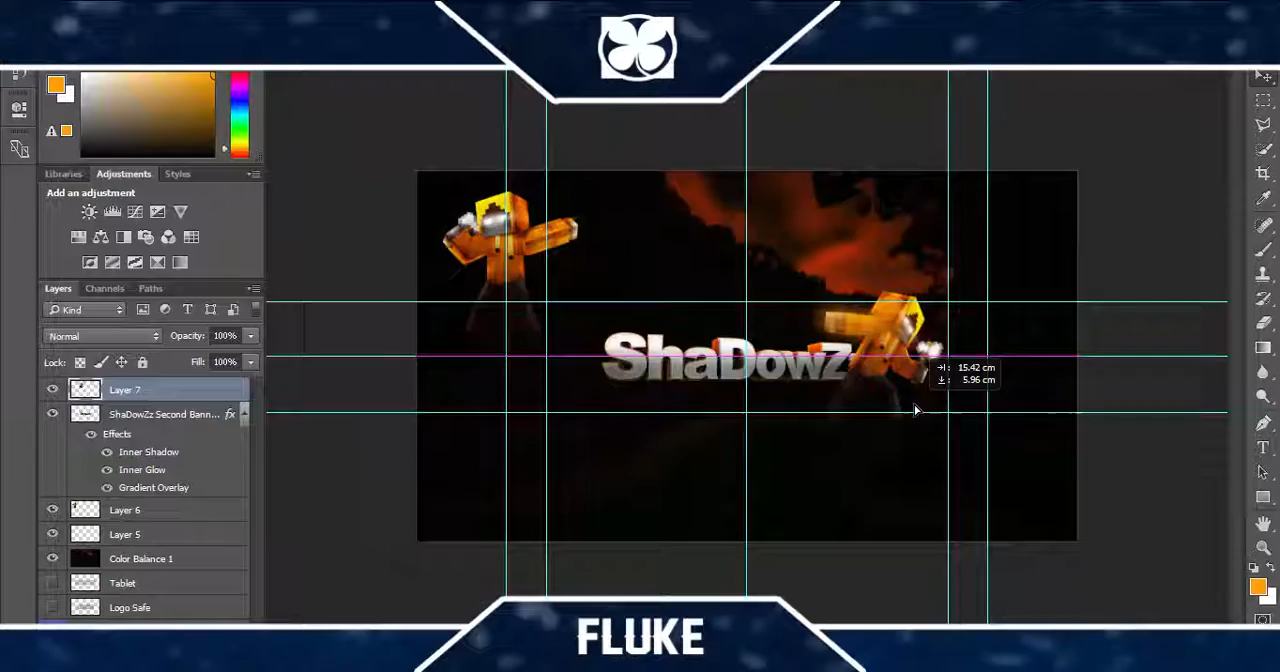 Libraries Adjustments Styles
Add an adjustment
Layers Channels Paths
Kind
Normal Opacity: 100%
Lock: Fill: 100%
Layer 7
ShaDowZz Second Bann... fx
Effects
Inner Shadow
Inner Glow
Gradient Overlay
Layer 6
Layer 5
Color Balance 1
Tablet
Logo Safe
ShaDowZz
15.42 cm
5.96 cm
FLUKE